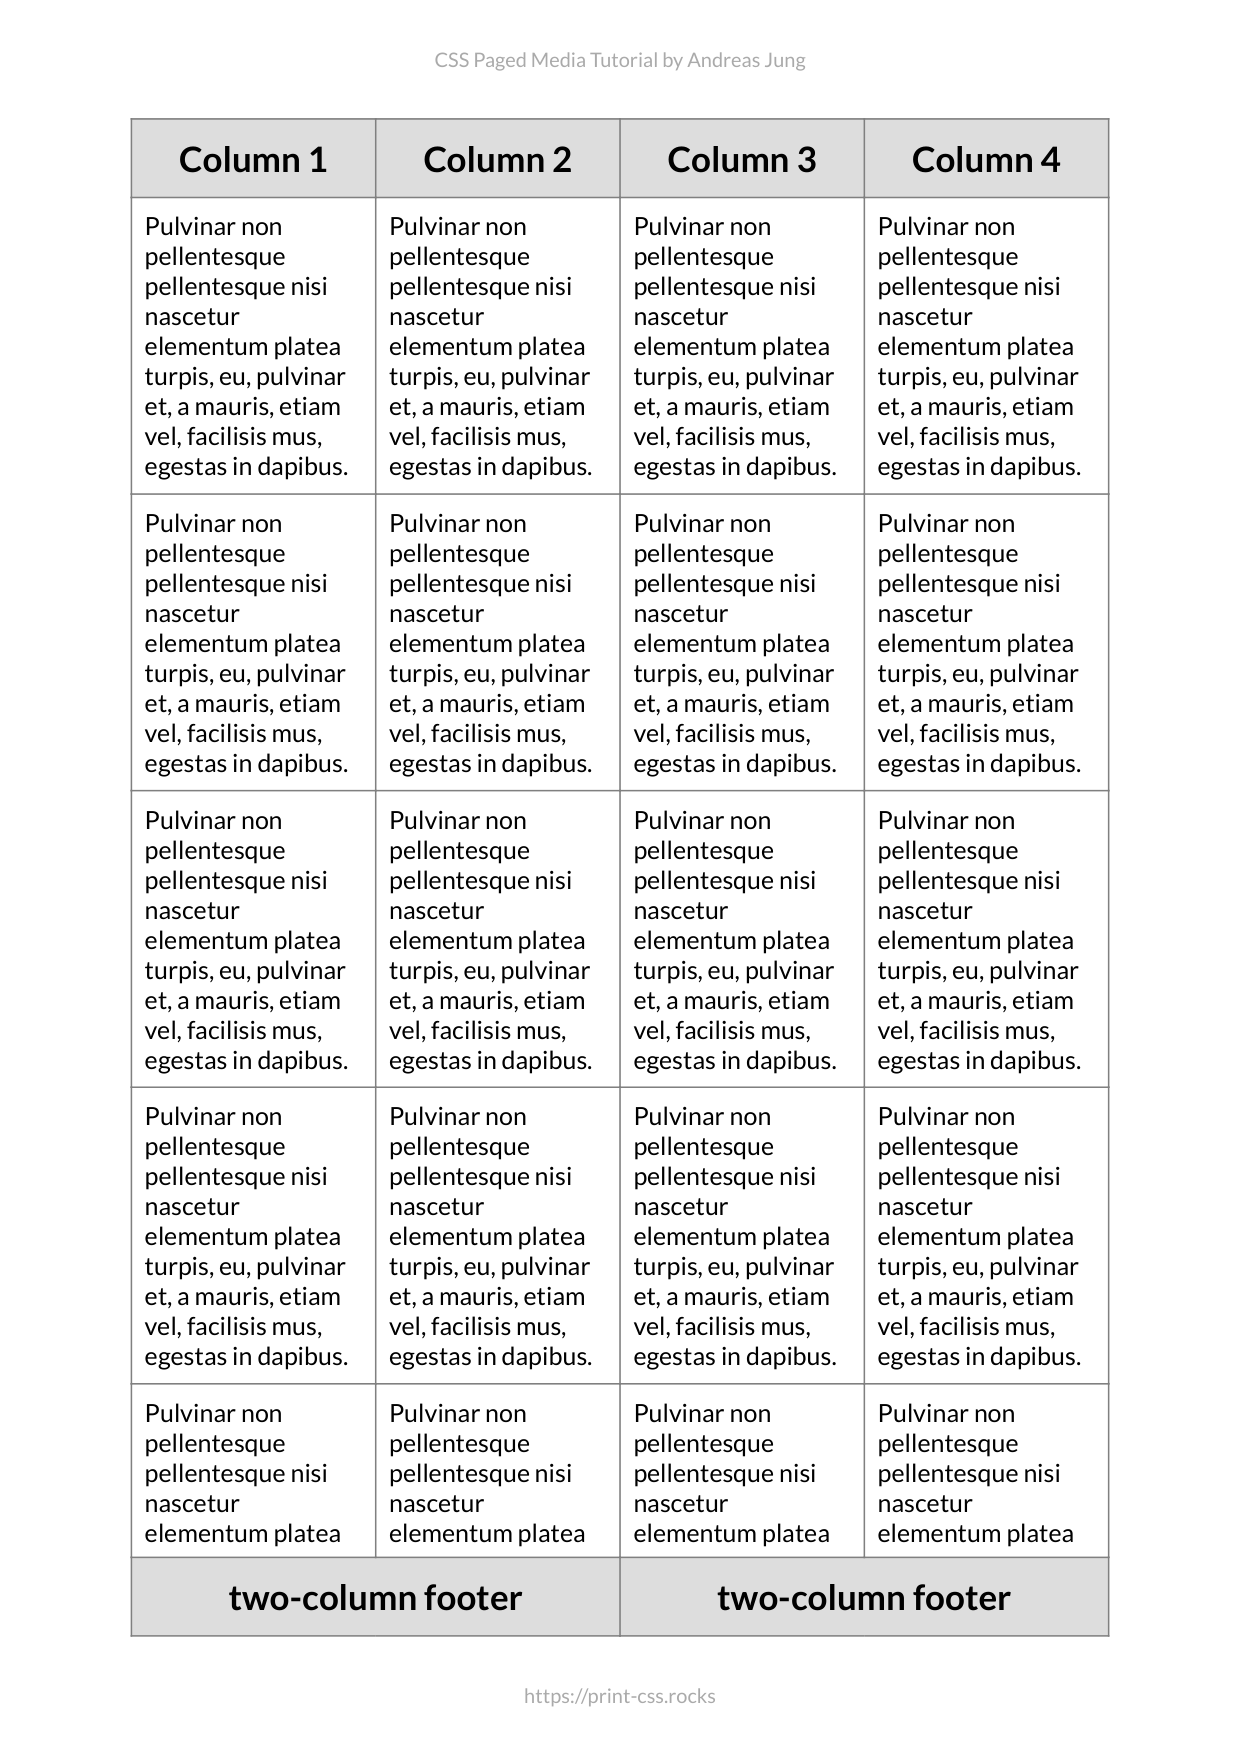 CSS Paged Media Tutorial by Andreas Jung
Column 1
Column 2
Column 3
Column 4
Pulvinar non
pellentesque
pellentesque nisi
nascetur
elementum platea
turpis, eu, pulvinar
et, a mauris, etiam
vel, facilisis mus,
egestas in dapibus.
Pulvinar non
pellentesque
pellentesque nisi
nascetur
elementum platea
turpis, eu, pulvinar
et, a mauris, etiam
vel, facilisis mus,
egestas in dapibus.
Pulvinar non
pellentesque
pellentesque nisi
nascetur
elementum platea
turpis, eu, pulvinar
et, a mauris, etiam
vel, facilisis mus,
egestas in dapibus.
Pulvinar non
pellentesque
pellentesque nisi
nascetur
elementum platea
turpis, eu, pulvinar
et, a mauris, etiam
vel, facilisis mus,
egestas in dapibus.
Pulvinar non
pellentesque
pellentesque nisi
nascetur
elementum platea
turpis, eu, pulvinar
et, a mauris, etiam
vel, facilisis mus,
egestas in dapibus.
Pulvinar non
pellentesque
pellentesque nisi
nascetur
elementum platea
turpis, eu, pulvinar
et, a mauris, etiam
vel, facilisis mus,
egestas in dapibus.
Pulvinar non
pellentesque
pellentesque nisi
nascetur
elementum platea
turpis, eu, pulvinar
et, a mauris, etiam
vel, facilisis mus,
egestas in dapibus.
Pulvinar non
pellentesque
pellentesque nisi
nascetur
elementum platea
turpis, eu, pulvinar
et, a mauris, etiam
vel, facilisis mus,
egestas in dapibus.
Pulvinar non
pellentesque
pellentesque nisi
nascetur
elementum platea
turpis, eu, pulvinar
et, a mauris, etiam
vel, facilisis mus,
egestas in dapibus.
Pulvinar non
pellentesque
pellentesque nisi
nascetur
elementum platea
turpis, eu, pulvinar
et, a mauris, etiam
vel, facilisis mus,
egestas in dapibus.
Pulvinar non
pellentesque
pellentesque nisi
nascetur
elementum platea
turpis, eu, pulvinar
et, a mauris, etiam
vel, facilisis mus,
egestas in dapibus.
Pulvinar non
pellentesque
pellentesque nisi
nascetur
elementum platea
turpis, eu, pulvinar
et, a mauris, etiam
vel, facilisis mus,
egestas in dapibus.
Pulvinar non
pellentesque
pellentesque nisi
nascetur
elementum platea
turpis, eu, pulvinar
et, a mauris, etiam
vel, facilisis mus,
egestas in dapibus.
Pulvinar non
pellentesque
pellentesque nisi
nascetur
elementum platea
turpis, eu, pulvinar
et, a mauris, etiam
vel, facilisis mus,
egestas in dapibus.
Pulvinar non
pellentesque
pellentesque nisi
nascetur
elementum platea
turpis, eu, pulvinar
et, a mauris, etiam
vel, facilisis mus,
egestas in dapibus.
Pulvinar non
pellentesque
pellentesque nisi
nascetur
elementum platea
turpis, eu, pulvinar
et, a mauris, etiam
vel, facilisis mus,
egestas in dapibus.
Pulvinar non
pellentesque
pellentesque nisi
nascetur
elementum platea
Pulvinar non
pellentesque
pellentesque nisi
nascetur
elementum platea
Pulvinar non
pellentesque
pellentesque nisi
nascetur
elementum platea
Pulvinar non
pellentesque
pellentesque nisi
nascetur
elementum platea
two-column footer
two-column footer
https://print-css.rocks